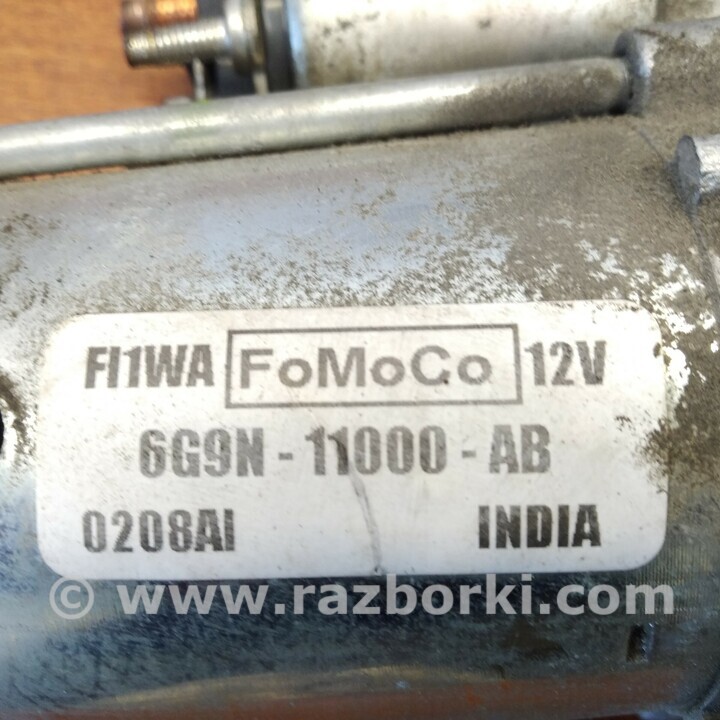 FI1WA FoMoCo 12V
6G9N - 11000 - AB
0208AI INDIA
© www.razborki.com